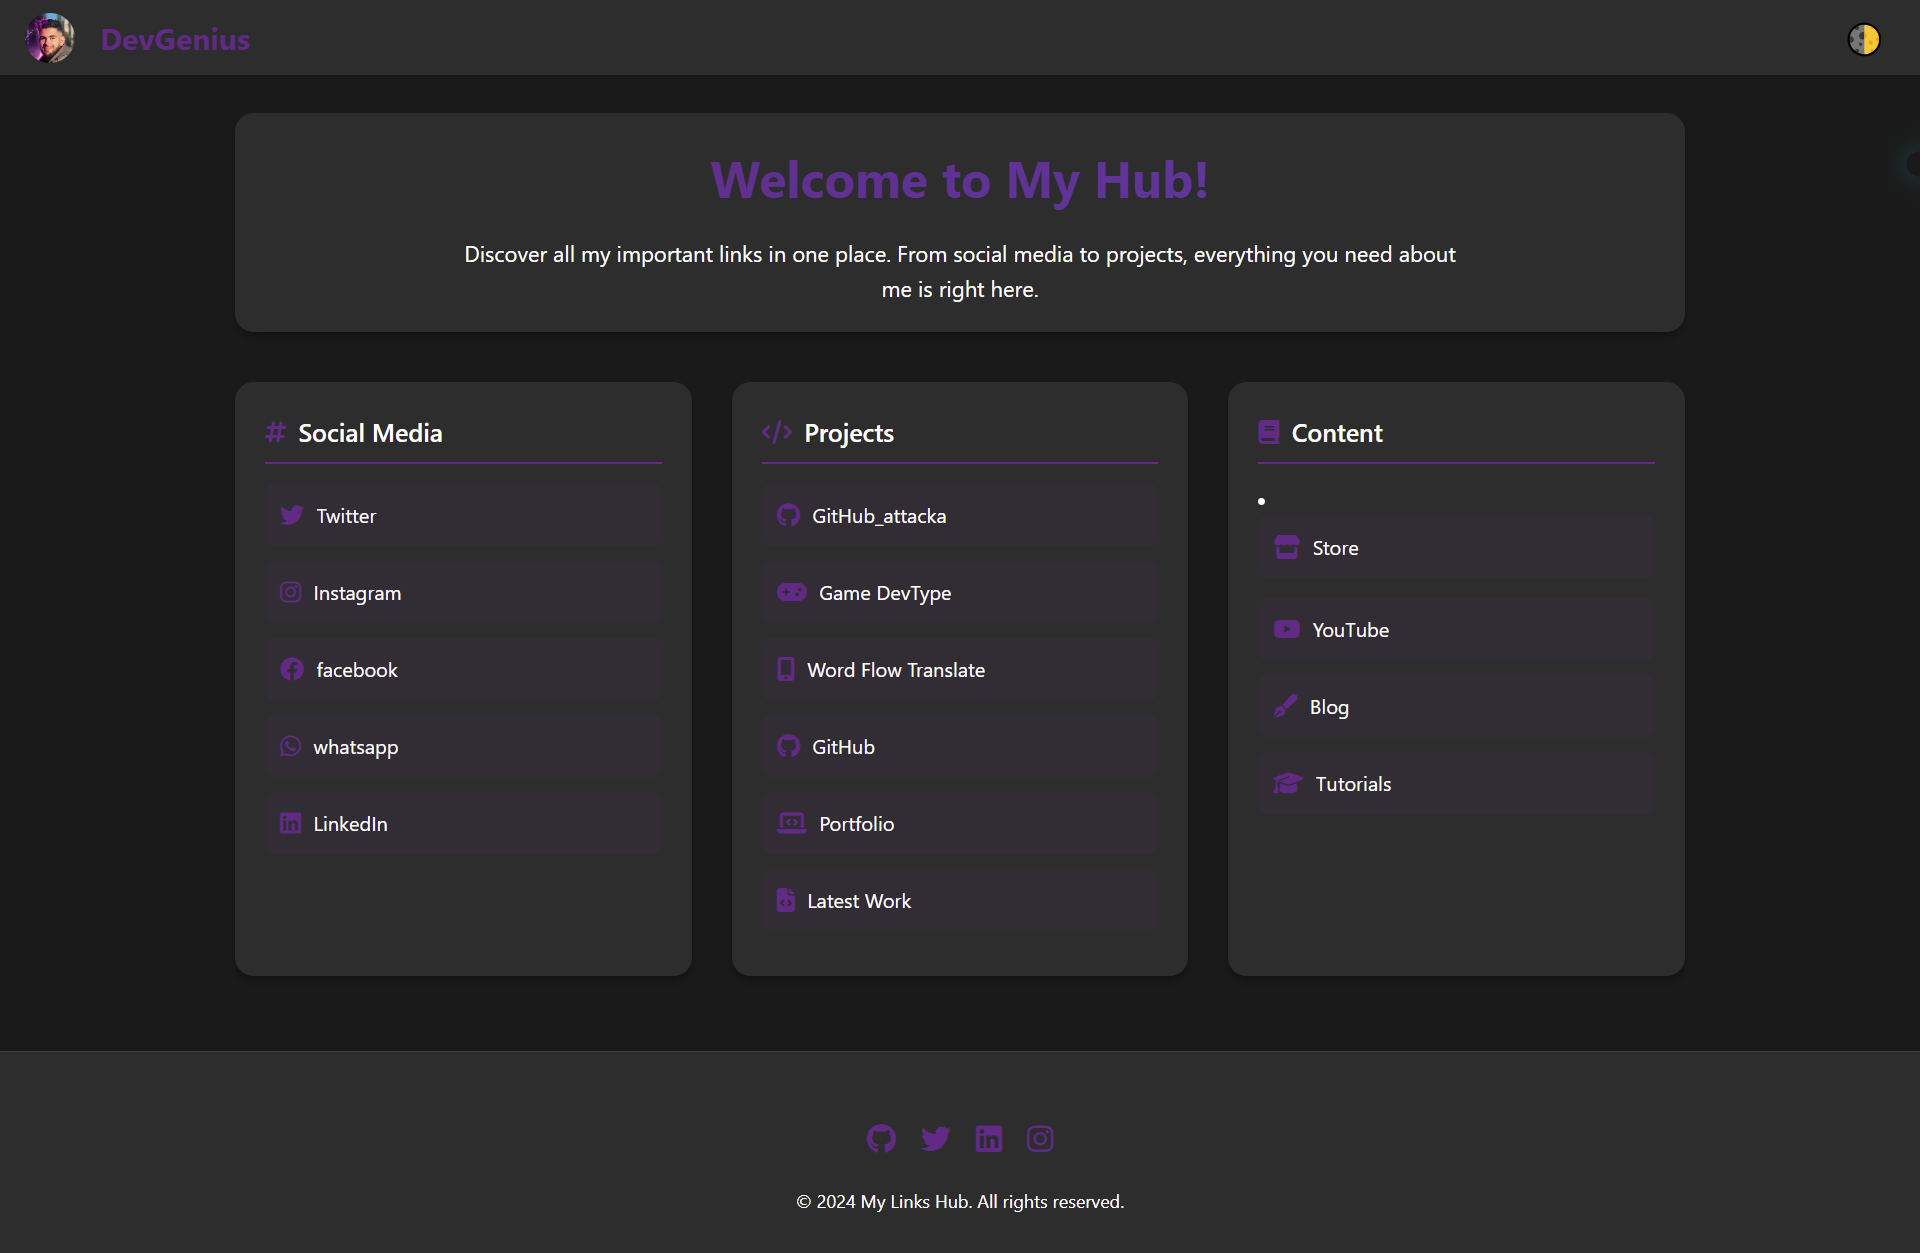 DevGenius
Welcome to My Hub!
Discover all my important links in one place. From social media to projects, everything you need about
me is right here.
Social Media
Twitter
Instagram
facebook
whatsapp
LinkedIn
Projects
GitHub_attacka
Game DevType
Word Flow Translate
GitHub
Portfolio
Latest Work
Content
Store
YouTube
Blog
Tutorials
© 2024 My Links Hub. All rights reserved.